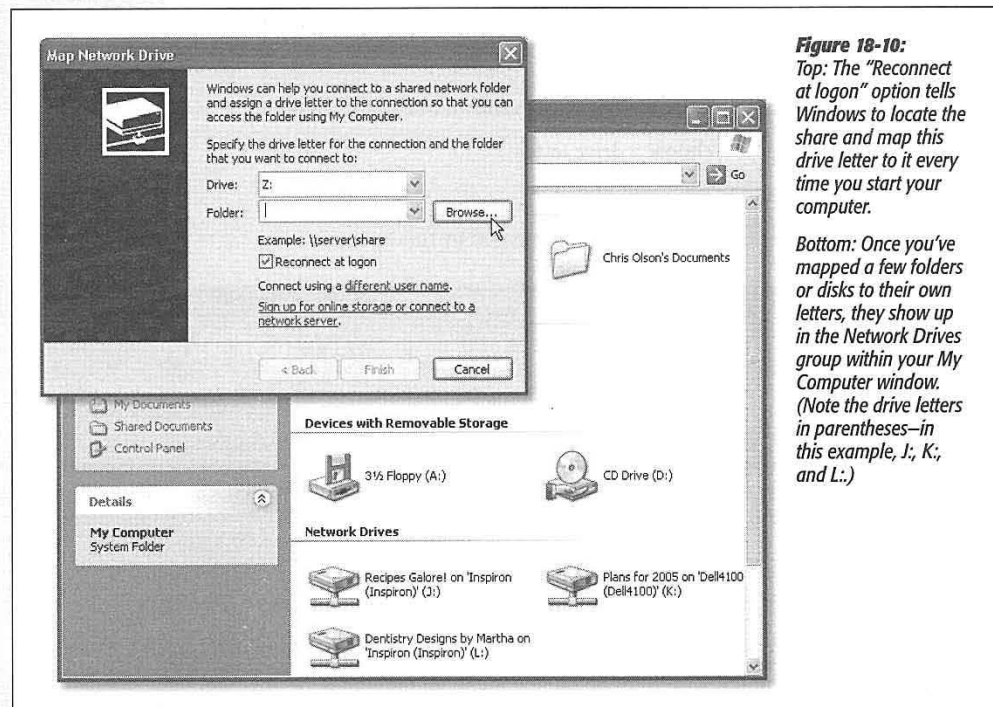 Map Network Drive
Windows can help you connect to a shared network folder
and assign a drive letter to the connection so that you can
access the folder using My Computer.
Specify the drive letter for the connection and the folder
that you want to connect to:
Drive: Z:
Folder: Browse...
Example: \\server\share
Reconnect at logon
Connect using a different user name.
Sign up for online storage or connect to a
network server.
< Back Finish Cancel
Go
Chris Olson's Documents
My Documents
Shared Documents
Control Panel
Details
My Computer
System Folder
Devices with Removable Storage
3½ Floppy (A:)
CD Drive (D:)
Network Drives
Recipes Galore! on 'Inspiron
(Inspiron)' (J:)
Plans for 2005 on 'Dell4100
(Dell4100)' (K:)
Dentistry Designs by Martha on
'Inspiron (Inspiron)' (L:)
Figure 18-10:
Top: The "Reconnect
at logon" option tells
Windows to locate the
share and map this
drive letter to it every
time you start your
computer.
Bottom: Once you've
mapped a few folders
or disks to their own
letters, they show up
in the Network Drives
group within your My
Computer window.
(Note the drive letters
in parentheses—in
this example, J:, K:,
and L:.)